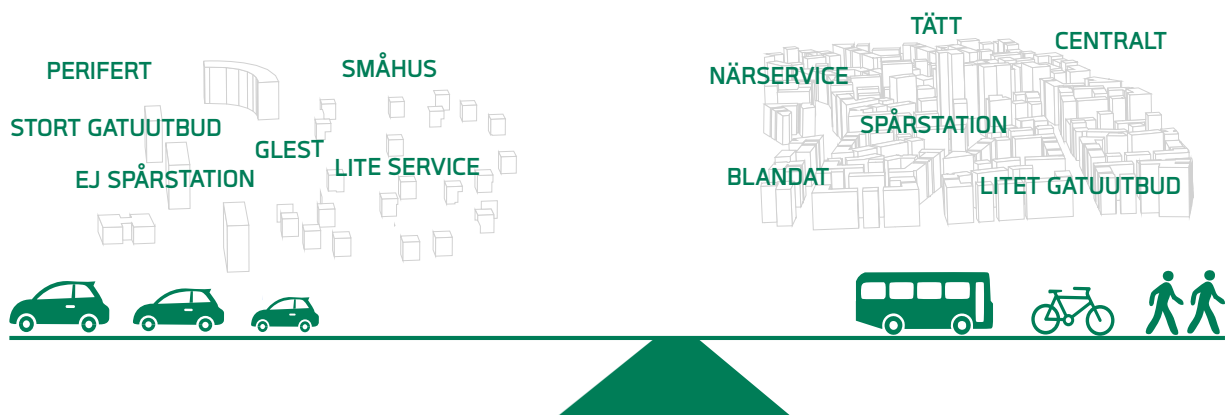 PERIFERT
SMÅHUS
STORT GATUUTBUD
GLEST
LITE SERVICE
EJ SPÅRSTATION
TÄTT
CENTRALT
NÄRSERVICE
SPÅRSTATION
BLANDAT
LITET GATUUTBUD